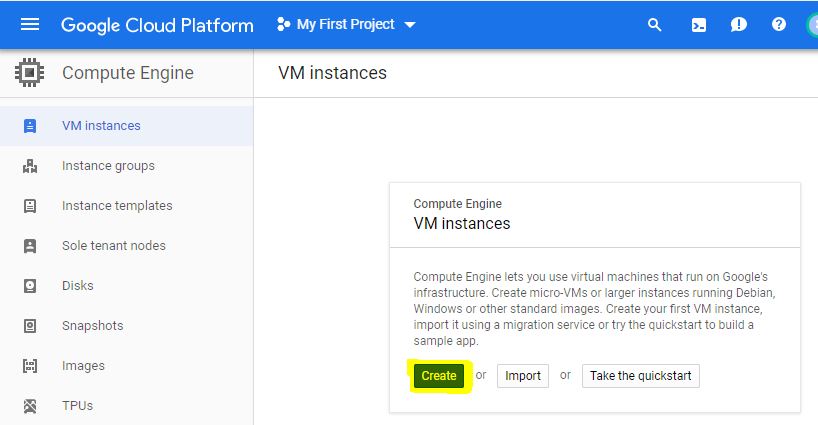 Google Cloud Platform My First Project
Compute Engine
VM instances
VM instances
Instance groups
Instance templates
Sole tenant nodes
Disks
Snapshots
Images
TPUs
Compute Engine
VM instances
Compute Engine lets you use virtual machines that run on Google's
infrastructure. Create micro-VMs or larger instances running Debian,
Windows or other standard images. Create your first VM instance,
import it using a migration service or try the quickstart to build a
sample app.
Create or Import or Take the quickstart